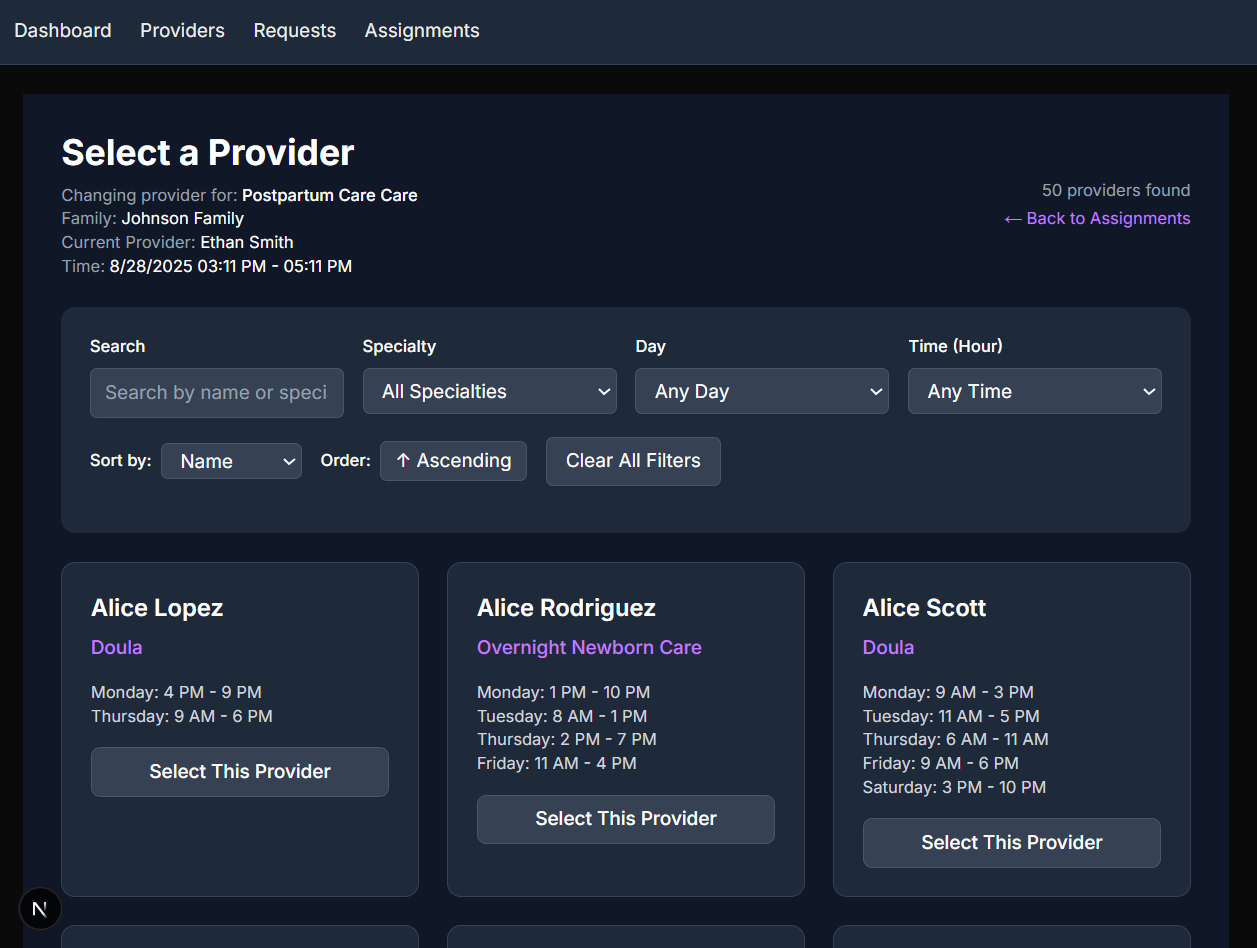 Dashboard Providers Requests Assignments
Select a Provider
Changing provider for: Postpartum Care Care
Family: Johnson Family
Current Provider: Ethan Smith
Time: 8/28/2025 03:11 PM - 05:11 PM
50 providers found
← Back to Assignments
Search Specialty Day Time (Hour)
Search by name or speci All Specialties Any Day Any Time
Sort by: Name Order: ↑ Ascending Clear All Filters
Alice Lopez
Doula
Monday: 4 PM - 9 PM
Thursday: 9 AM - 6 PM
Select This Provider
Alice Rodriguez
Overnight Newborn Care
Monday: 1 PM - 10 PM
Tuesday: 8 AM - 1 PM
Thursday: 2 PM - 7 PM
Friday: 11 AM - 4 PM
Select This Provider
Alice Scott
Doula
Monday: 9 AM - 3 PM
Tuesday: 11 AM - 5 PM
Thursday: 6 AM - 11 AM
Friday: 9 AM - 6 PM
Saturday: 3 PM - 10 PM
Select This Provider
N